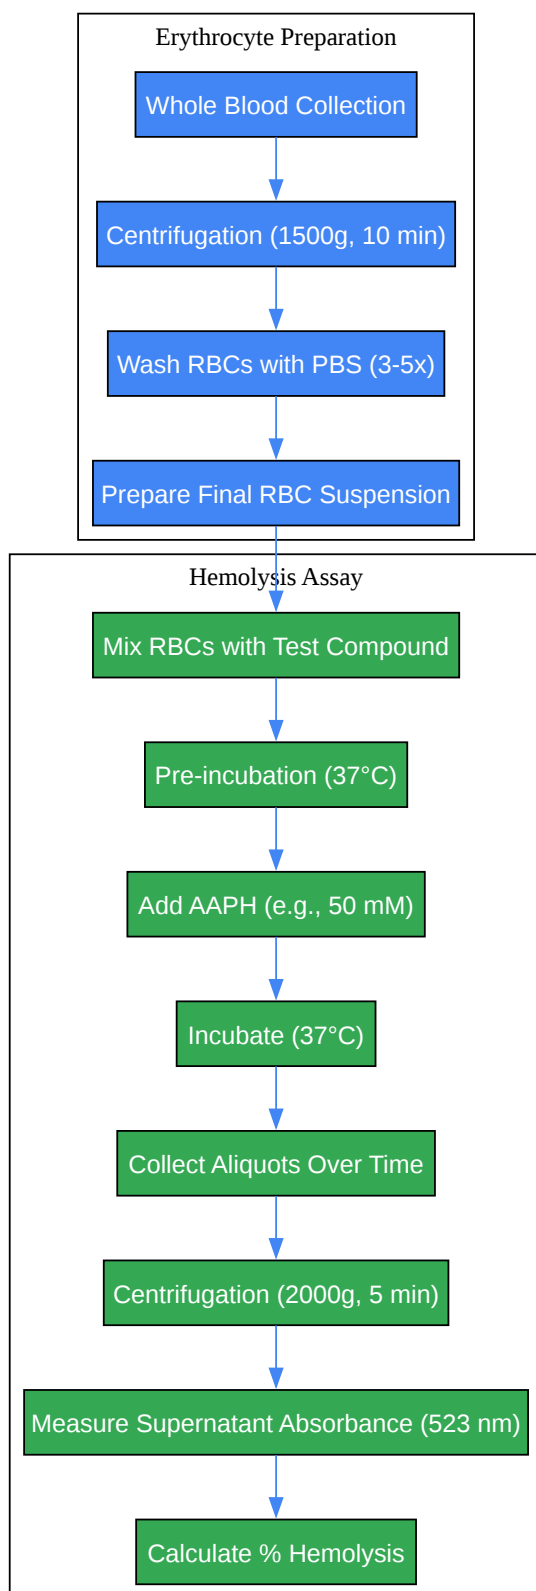 Erythrocyte Preparation
Whole Blood Collection
Centrifugation (1500g, 10 min)
Wash RBCs with PBS (3-5x)
Prepare Final RBC Suspension
Hemolysis Assay
Mix RBCs with Test Compound
Pre-incubation (37°C)
Add AAPH (e.g., 50 mM)
Incubate (37°C)
Collect Aliquots Over Time
Centrifugation (2000g, 5 min)
Measure Supernatant Absorbance (523 nm)
Calculate % Hemolysis